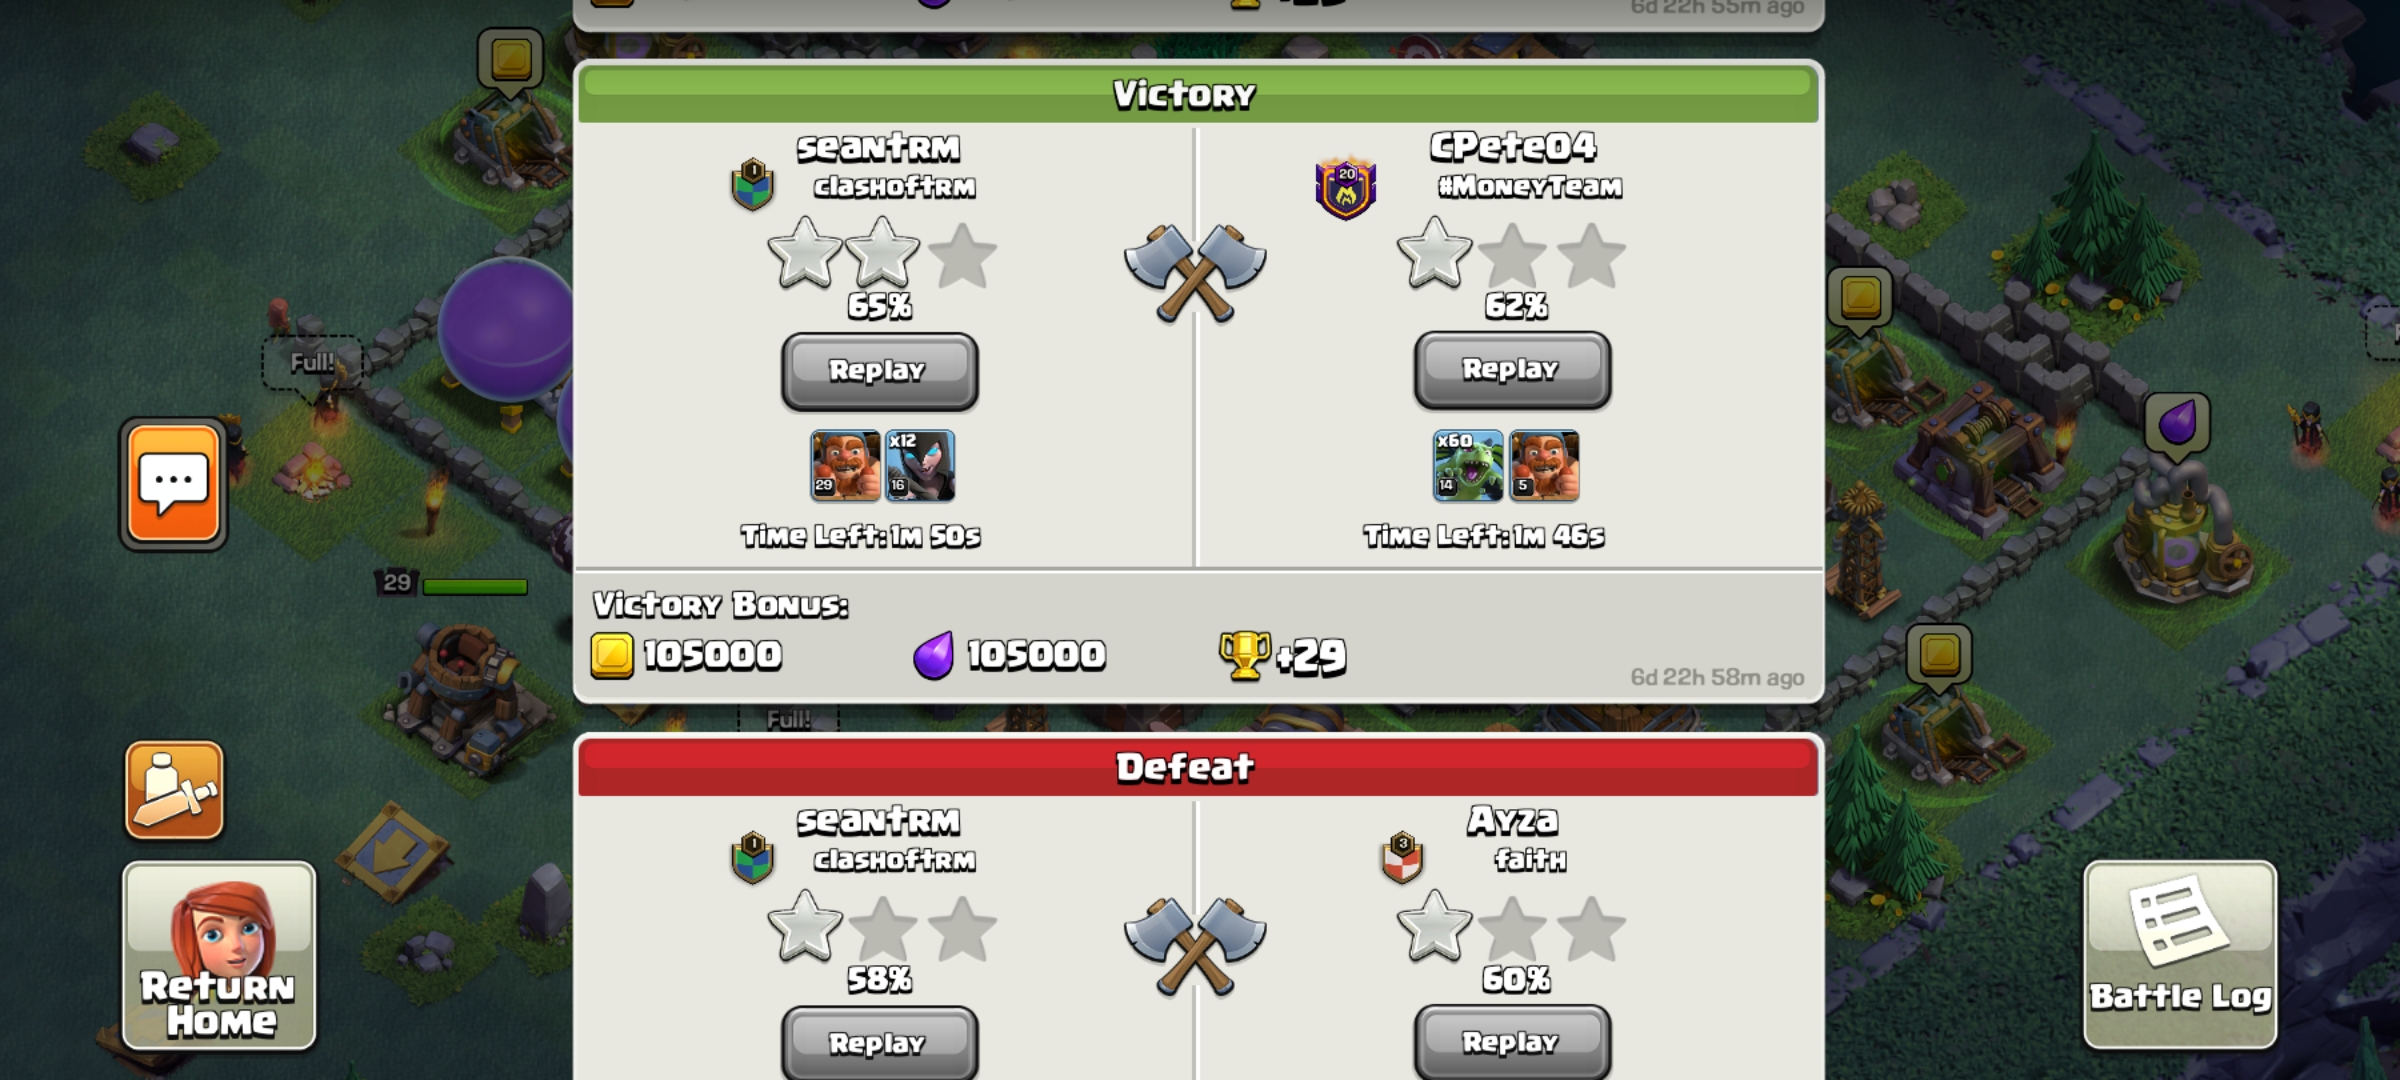 6d 22h 55m ago
Victory
seantrm
clashoftrm
1
65%
Replay
29
x12
16
Time Left:1m 50s
CPete04
#MoneyTeam
20
62%
Replay
x60
14
5
Time Left:1m 46s
Victory Bonus:
105000
105000
+29
6d 22h 58m ago
Defeat
seantrm
clashoftrm
1
58%
Replay
Ayza
faith
3
60%
Replay
Full!
29
Full!
Return
Home
Battle Log